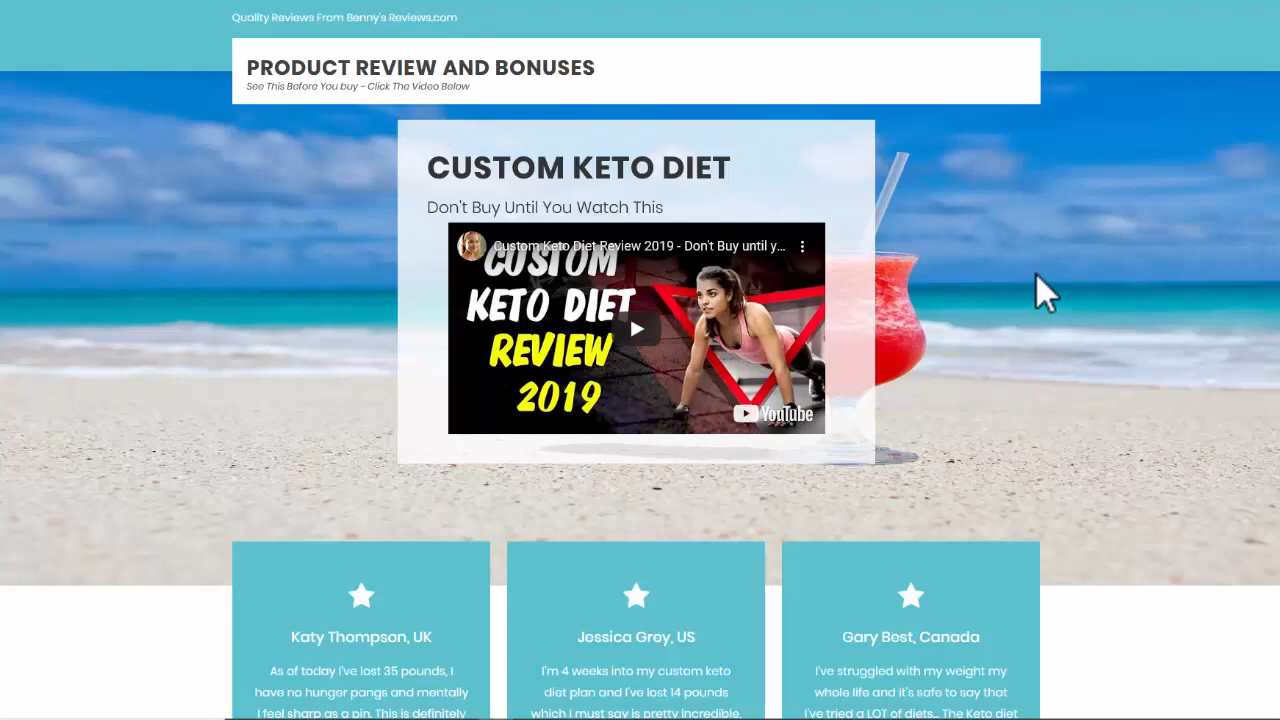 Quality Reviews From Benny's Reviews.com
PRODUCT REVIEW AND BONUSES
See This Before You buy - Click The Video Below
CUSTOM KETO DIET
Don't Buy Until You Watch This
Custom Keto Diet Review 2019 - Don't Buy until y...
CUSTOM
KETO DIET
REVIEW
2019
YouTube
Katy Thompson, UK
As of today I've lost 35 pounds, I
have no hunger pangs and mentally
I feel sharp as a pin. This is definitely
Jessica Grey, US
I'm 4 weeks into my custom keto
diet plan and I've lost 14 pounds
which I must say is pretty incredible,
Gary Best, Canada
I've struggled with my weight my
whole life and it's safe to say that
I've tried a LOT of diets... The Keto diet